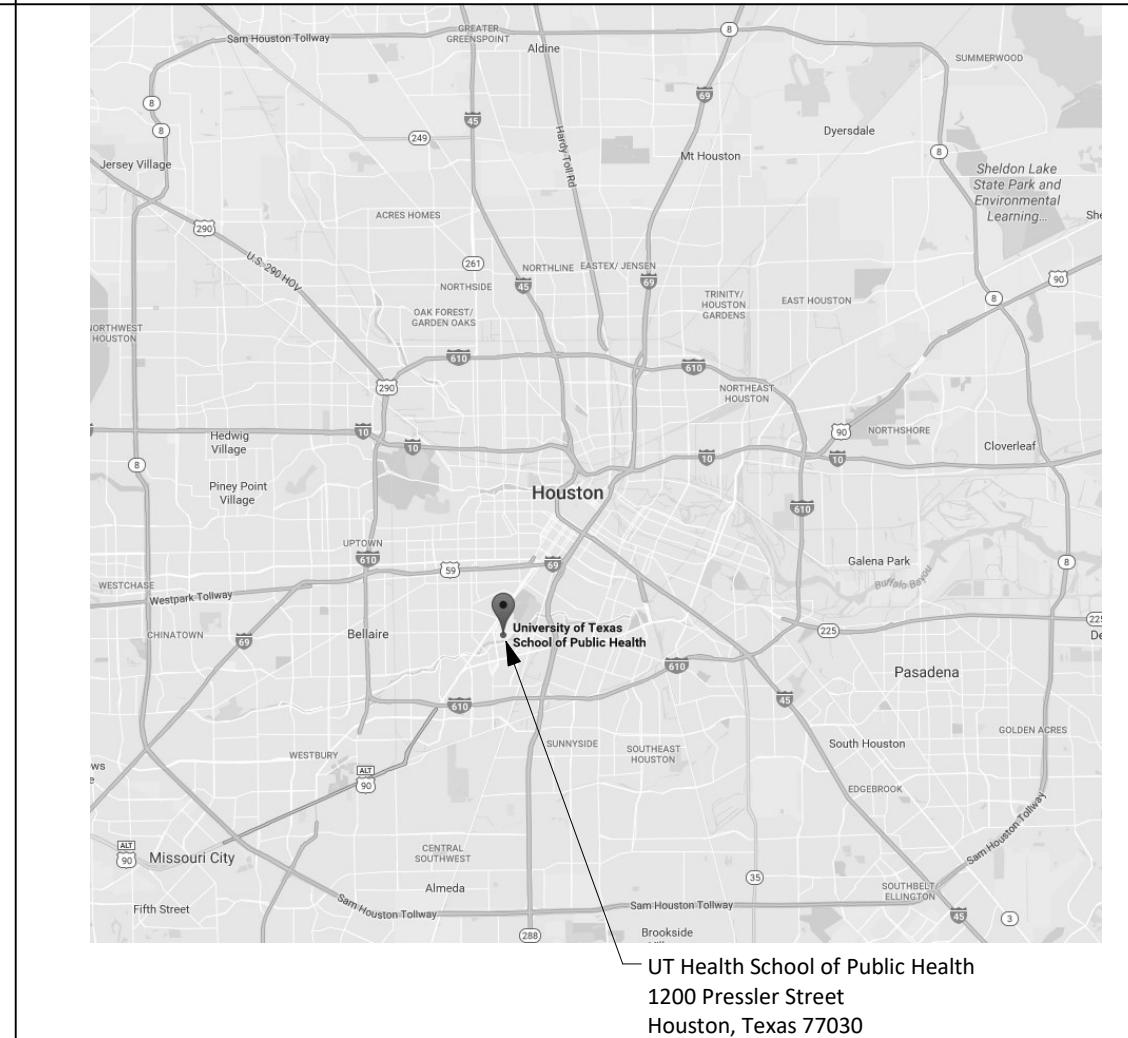 GREATER
GREENSPOINT
8
Sam Houston Tollway
Aldine
SUMMERWOOD
69
8
8
45
Hardy Toll Rd
249
Dyersdale
8
Jersey Village
Mt Houston
Sheldon Lake
State Park and
Environmental
Learning...
She
ACRES HOMES
290
U.S. 290 HOV
261
NORTHLINE
EASTEX/ JENSEN
NORTHSIDE
45
69
90
TRINITY/
HOUSTON
GARDENS
EAST HOUSTON
8
OAK FOREST/
GARDEN OAKS
ORTHWEST
HOUSTON
610
610
290
NORTHEAST
HOUSTON
10
90
NORTHSHORE
Hedwig
Village
10
Cloverleaf
8
10
10
Piney Point
Village
Houston
610
UPTOWN
610
59
69
Galena Park
8
Buffalo Bayou
WESTCHASE
Westpark Tollway
University of Texas
School of Public Health
225
225
De
CHINATOWN
69
Bellaire
610
Pasadena
610
45
GOLDEN ACRES
SUNNYSIDE
SOUTHEAST
HOUSTON
South Houston
WESTBURY
ws
e
ALT
90
EDGEBROOK
Sam Houston Tollway
ALT
90
Missouri City
CENTRAL
SOUTHWEST
35
Almeda
SOUTHBELT
ELLINGTON
Fifth Street
Sam Houston Tollway
Sam Houston Tollway
45
3
288
Brookside
UT Health School of Public Health
1200 Pressler Street
Houston, Texas 77030